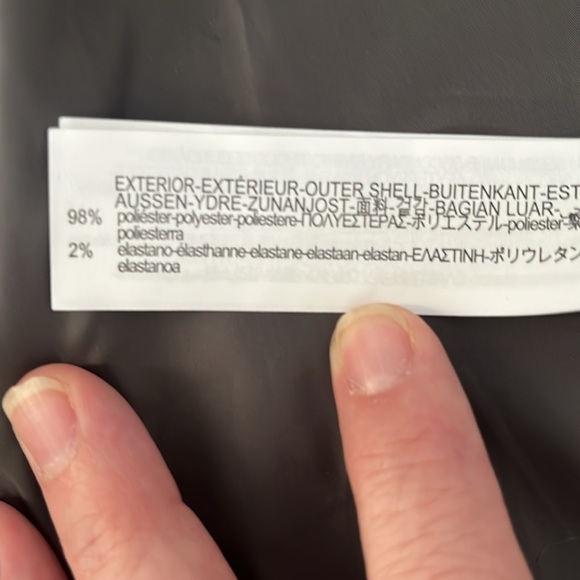 EXTERIOR-EXTÉRIEUR-OUTER SHELL-BUITENKANT-EST
AUSSEN-YDRE-ZUNANJOST-面料-겉감-BAGIAN LUAR-
98% poliéster-polyester-poliestere-ΠΟΛΥΕΣΤΕΡΑΣ-ポリエステル-poliester-聚
poliesterra
2% elastano-élasthanne-elastane-elastaan-elastan-ΕΛΑΣΤΙΝΗ-ポリウレタン
elastanoa